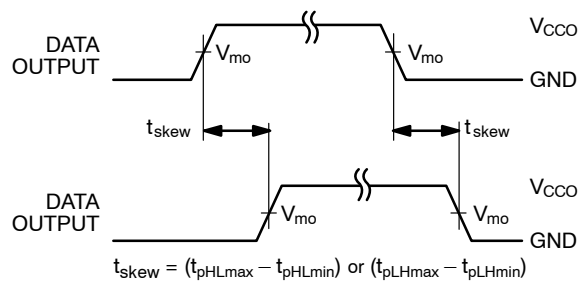 DATA
OUTPUT
V_mo
V_mo
V_CCO
GND
t_skew
t_skew
DATA
OUTPUT
V_mo
V_mo
V_CCO
GND
t_skew = (t_pHLmax – t_pHLmin) or (t_pLHmax – t_pLHmin)